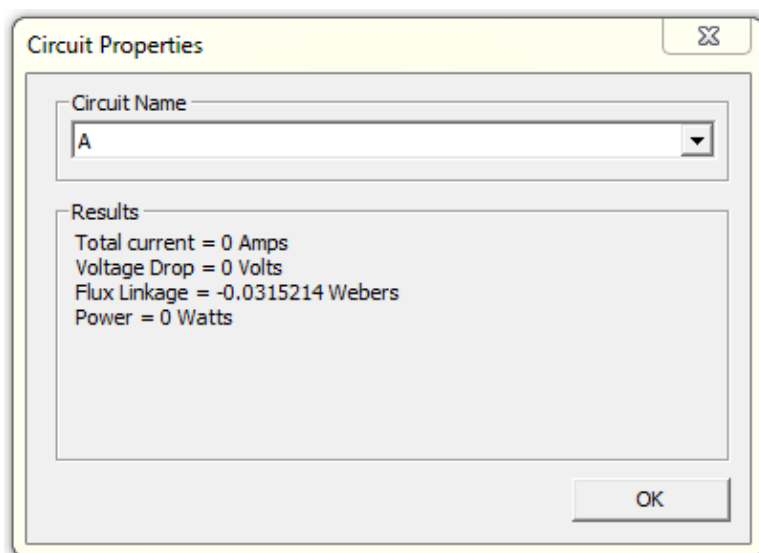 Circuit Properties
Circuit Name
A
Results
Total current = 0 Amps
Voltage Drop = 0 Volts
Flux Linkage = -0.0315214 Webers
Power = 0 Watts
OK